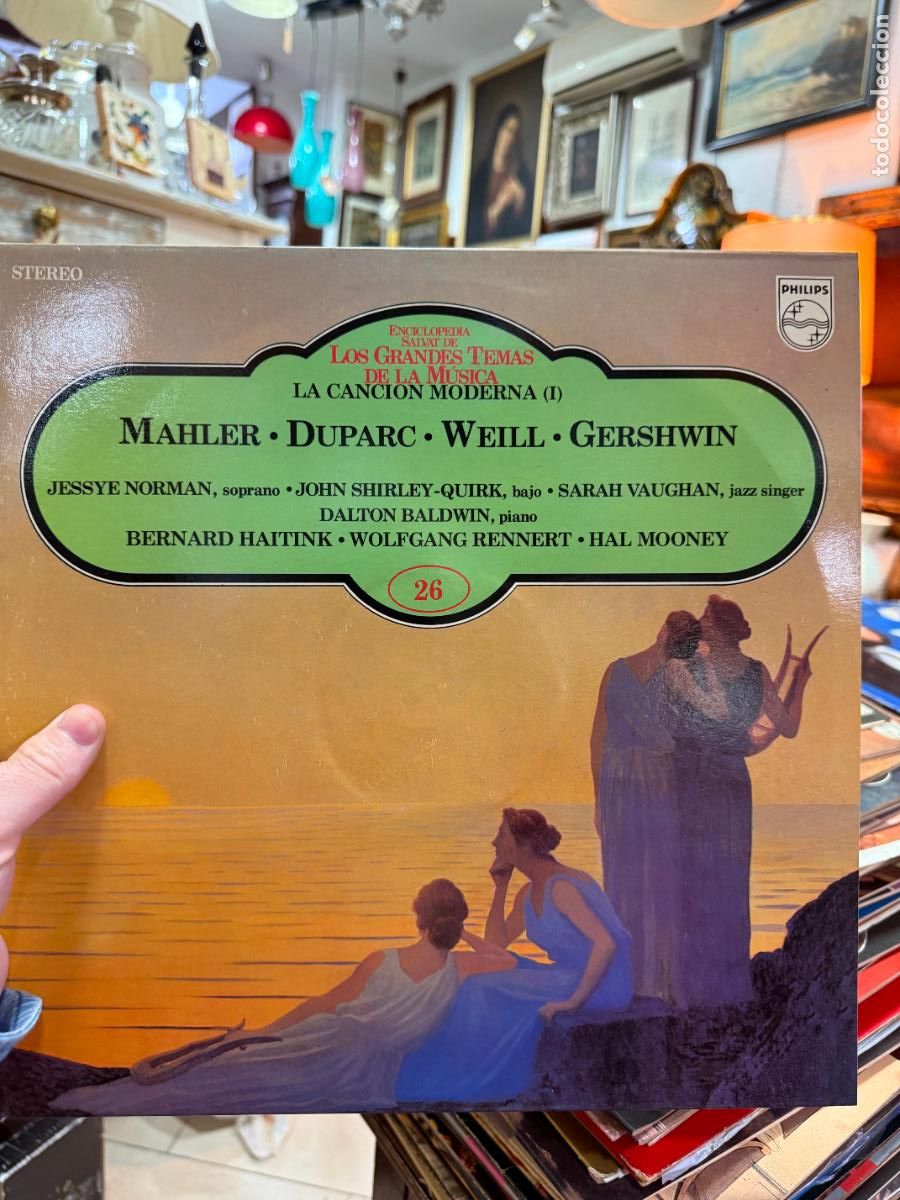 todocoleccion
STEREO
PHILIPS
ENCICLOPEDIA
SALVAT DE
LOS GRANDES TEMAS
DE LA MÚSICA
LA CANCION MODERNA (I)
MAHLER • DUPARC • WEILL • GERSHWIN
JESSYE NORMAN, soprano • JOHN SHIRLEY-QUIRK, bajo • SARAH VAUGHAN, jazz singer
DALTON BALDWIN, piano
BERNARD HAITINK • WOLFGANG RENNERT • HAL MOONEY
26